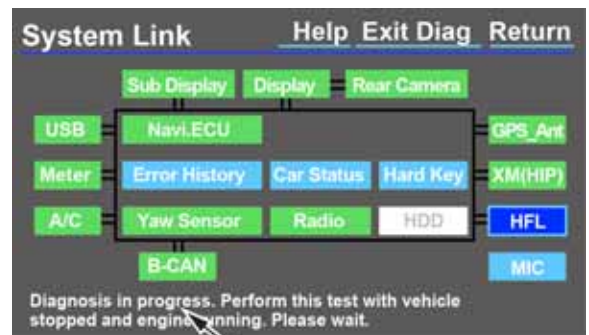 System Link Help Exit Diag Return
Sub Display Display Rear Camera
USB Navi.ECU GPS_Ant
Meter Error History Car Status Hard Key XM(HIP)
A/C Yaw Sensor Radio HDD HFL
B-CAN MIC
Diagnosis in progress. Perform this test with vehicle
stopped and engine running. Please wait.